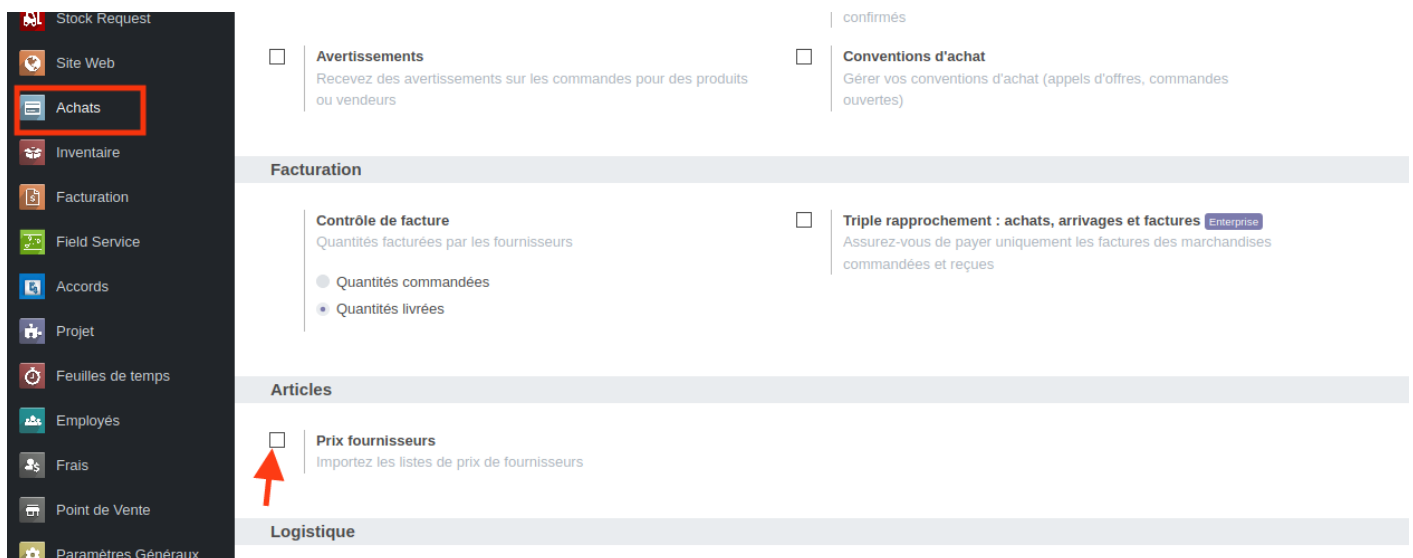 Stock Request
Site Web
Achats
Inventaire
Facturation
Field Service
Accords
Projet
Feuilles de temps
Employés
Frais
Point de Vente
Paramètres Généraux
confirmés
Avertissements
Recevez des avertissements sur les commandes pour des produits
ou vendeurs
Conventions d'achat
Gérer vos conventions d'achat (appels d'offres, commandes
ouvertes)
Facturation
Contrôle de facture
Quantités facturées par les fournisseurs
Quantités commandées
Quantités livrées
Triple rapprochement : achats, arrivages et factures Enterprise
Assurez-vous de payer uniquement les factures des marchandises
commandées et reçues
Articles
Prix fournisseurs
Importez les listes de prix de fournisseurs
Logistique